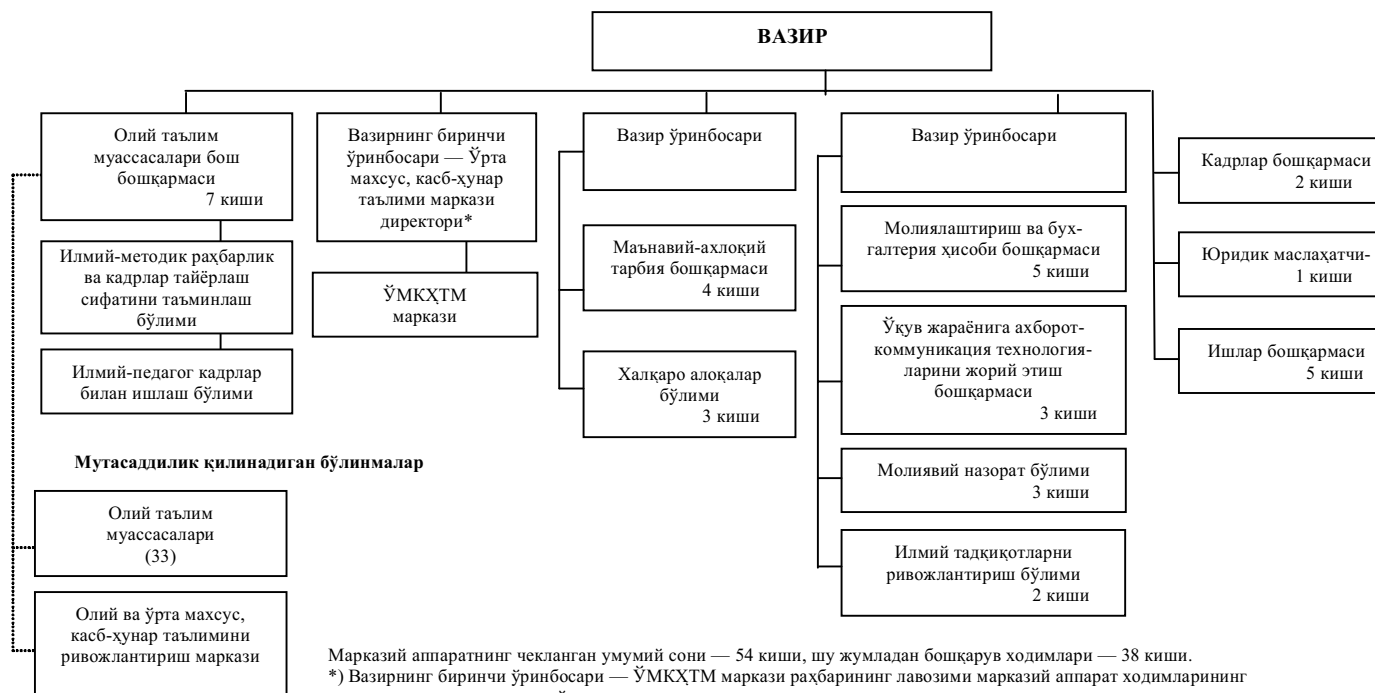 ВАЗИР
Олий таълим
муассасалари бош
бошқармаси
7 киши
Илмий-методик раҳбарлик
ва кадрлар тайёрлаш
сифатини таъминлаш
бўлими
Илмий-педагог кадрлар
билан ишлаш бўлими
Вазирнинг биринчи
ўринбосари — Ўрта
махсус, касб-ҳунар
таълими маркази
директори*
ЎМКҲТМ
маркази
Вазир ўринбосари
Маънавий-ахлоқий
тарбия бошқармаси
4 киши
Халқаро алоқалар
бўлими
3 киши
Вазир ўринбосари
Молиялаштириш ва бух-
галтерия ҳисоби бошқармаси
5 киши
Ўқув жараёнига ахборот-
коммуникация технология-
ларини жорий этиш
бошқармаси
3 киши
Молиявий назорат бўлими
3 киши
Илмий тадқиқотларни
ривожлантириш бўлими
2 киши
Кадрлар бошқармаси
2 киши
Юридик маслаҳатчи-
1 киши
Ишлар бошқармаси
5 киши
Мутасаддилик қилинадиган бўлинмалар
Олий таълим
муассасалари
(33)
Олий ва ўрта махсус,
касб-ҳунар таълимини
ривожлантириш маркази
Марказий аппаратнинг чекланган умумий сони — 54 киши, шу жумладан бошқарув ходимлари — 38 киши.
*) Вазирнинг биринчи ўринбосари — ЎМКҲТМ маркази раҳбарининг лавозими марказий аппарат ходимларининг